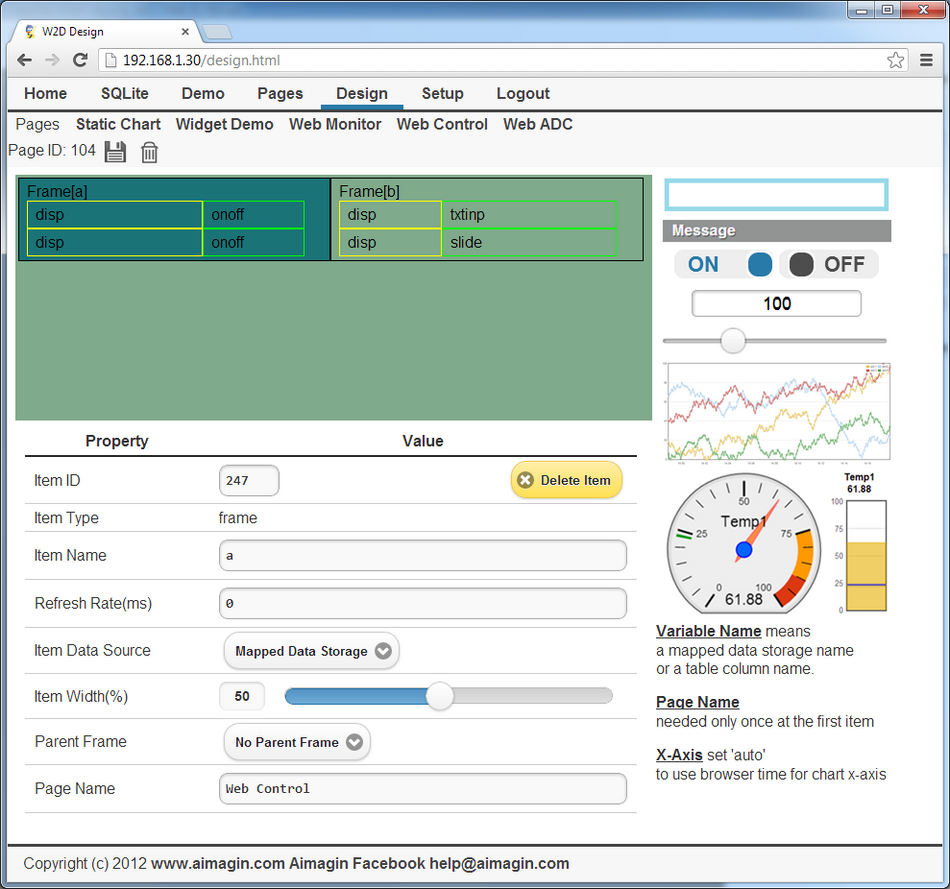 W2D Design
192.168.1.30/design.html
Home SQLite Demo Pages Design Setup Logout
Pages Static Chart Widget Demo Web Monitor Web Control Web ADC
Page ID: 104
Frame[a] Frame[b]
disp onoff disp txtinp
disp onoff disp slide
Message
ON OFF
100
Property Value
Item ID 247 Delete Item
Item Type frame
Item Name a
Refresh Rate(ms) 0
Item Data Source Mapped Data Storage
Item Width(%) 50
Parent Frame No Parent Frame
Page Name Web Control
Temp1
0
25
50
75
100
61.88
Temp1
61.88
100
75
50
25
0
Variable Name means
a mapped data storage name
or a table column name.
Page Name
needed only once at the first item
X-Axis set 'auto'
to use browser time for chart x-axis
Copyright (c) 2012 www.aimagin.com Aimagin Facebook help@aimagin.com